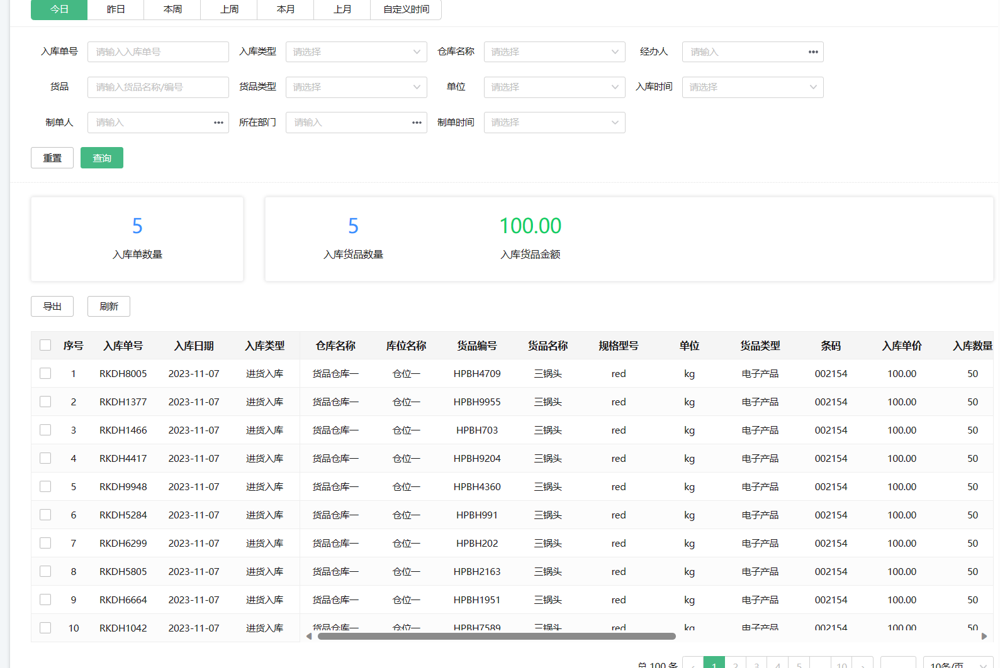 今日 昨日 本周 上周 本月 上月 自定义时间
入库单号 请输入入库单号 入库类型 请选择 仓库名称 请选择 经办人 请输入
货品 请输入货品名称/编号 货品类型 请选择 单位 请选择 入库时间 请选择
制单人 请输入 所在部门 请输入 制单时间 请选择
重置 查询
5 5 100.00
入库单数量 入库货品数量 入库货品金额
导出 刷新
序号 入库单号 入库日期 入库类型 仓库名称 库位名称 货品编号 货品名称 规格型号 单位 货品类型 条码 入库单价 入库数量
1 RKDH8005 2023-11-07 进货入库 货品仓库一 仓位一 HPBH4709 三锅头 red kg 电子产品 002154 100.00 50
2 RKDH1377 2023-11-07 进货入库 货品仓库一 仓位一 HPBH9955 三锅头 red kg 电子产品 002154 100.00 50
3 RKDH1466 2023-11-07 进货入库 货品仓库一 仓位一 HPBH703 三锅头 red kg 电子产品 002154 100.00 50
4 RKDH4417 2023-11-07 进货入库 货品仓库一 仓位一 HPBH9204 三锅头 red kg 电子产品 002154 100.00 50
5 RKDH9948 2023-11-07 进货入库 货品仓库一 仓位一 HPBH4360 三锅头 red kg 电子产品 002154 100.00 50
6 RKDH5284 2023-11-07 进货入库 货品仓库一 仓位一 HPBH991 三锅头 red kg 电子产品 002154 100.00 50
7 RKDH6299 2023-11-07 进货入库 货品仓库一 仓位一 HPBH202 三锅头 red kg 电子产品 002154 100.00 50
8 RKDH5805 2023-11-07 进货入库 货品仓库一 仓位一 HPBH2163 三锅头 red kg 电子产品 002154 100.00 50
9 RKDH6664 2023-11-07 进货入库 货品仓库一 仓位一 HPBH1951 三锅头 red kg 电子产品 002154 100.00 50
10 RKDH1042 2023-11-07 进货入库 货品仓库一 仓位一 HPBH7589 三锅头 red kg 电子产品 002154 100.00 50
总 100 条 1 2 3 4 5 10 10条/页